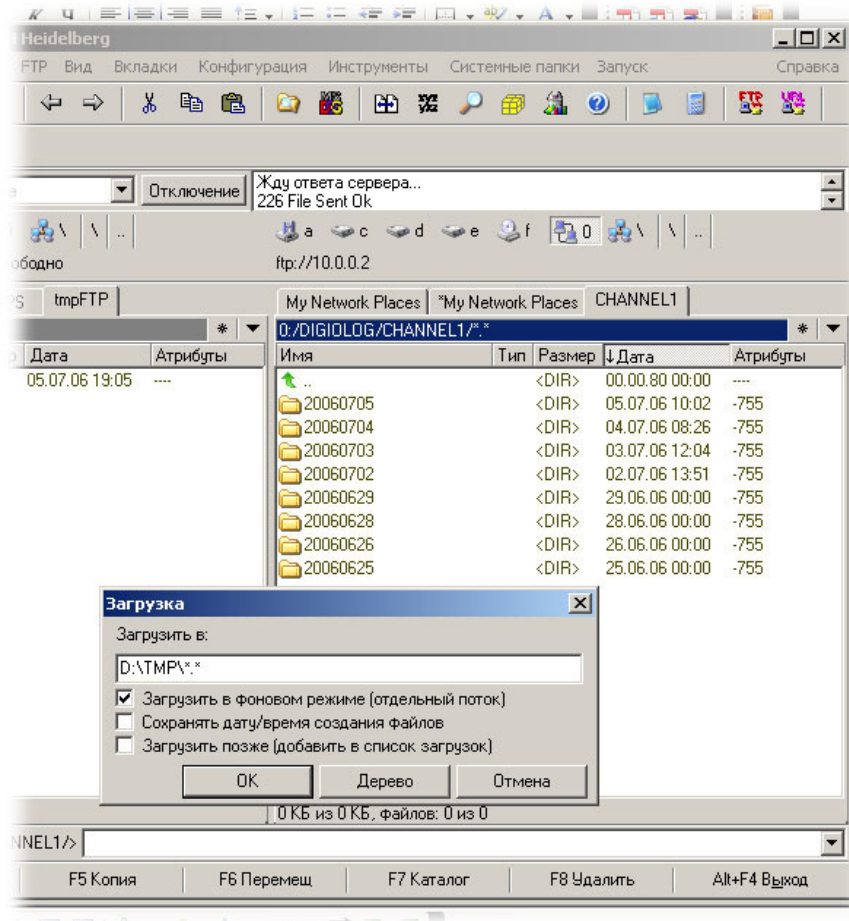 Heidelberg
FTP Вид Вкладки Конфигурация Инструменты Системные папки Запуск Справка
Отключение
Жду ответа сервера...
226 File Sent Ok
\ \ .. a c d e f 0 \ \ ..
ftp://10.0.0.2
tmpFTP My Network Places *My Network Places CHANNEL1
* 0:/DIGIOLOG/CHANNEL1/*.* *
Дата Атрибуты Имя Тип Размер ↓Дата Атрибуты
05.07.06 19:05 ---- .. <DIR> 00.00.80 00:00 ----
20060705 <DIR> 05.07.06 10:02 -755
20060704 <DIR> 04.07.06 08:26 -755
20060703 <DIR> 03.07.06 12:04 -755
20060702 <DIR> 02.07.06 13:51 -755
20060629 <DIR> 29.06.06 00:00 -755
20060628 <DIR> 28.06.06 00:00 -755
20060626 <DIR> 26.06.06 00:00 -755
20060625 <DIR> 25.06.06 00:00 -755
Загрузка
Загрузить в:
D:\TMP\*.*
Загрузить в фоновом режиме (отдельный поток)
Сохранять дату/время создания файлов
Загрузить позже (добавить в список загрузок)
OK Дерево Отмена
0 КБ из 0 КБ, файлов: 0 из 0
NNEL1/>
F5 Копия F6 Перемещ F7 Каталог F8 Удалить Alt+F4 Выход